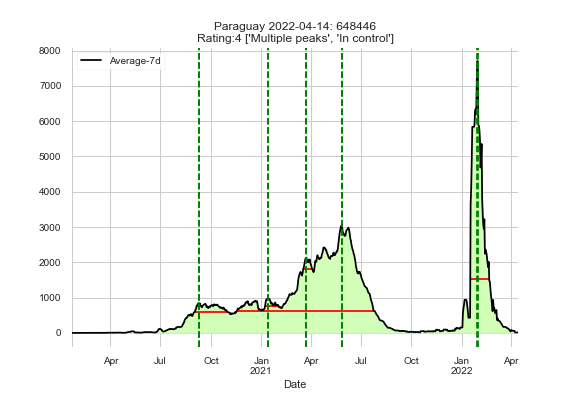 Paraguay 2022-04-14: 648446
Rating:4 ['Multiple peaks', 'In control']
Average-7d
8000
7000
6000
5000
4000
3000
2000
1000
0
Apr Jul Oct Jan Apr Jul Oct Jan Apr
2021 2022
Date